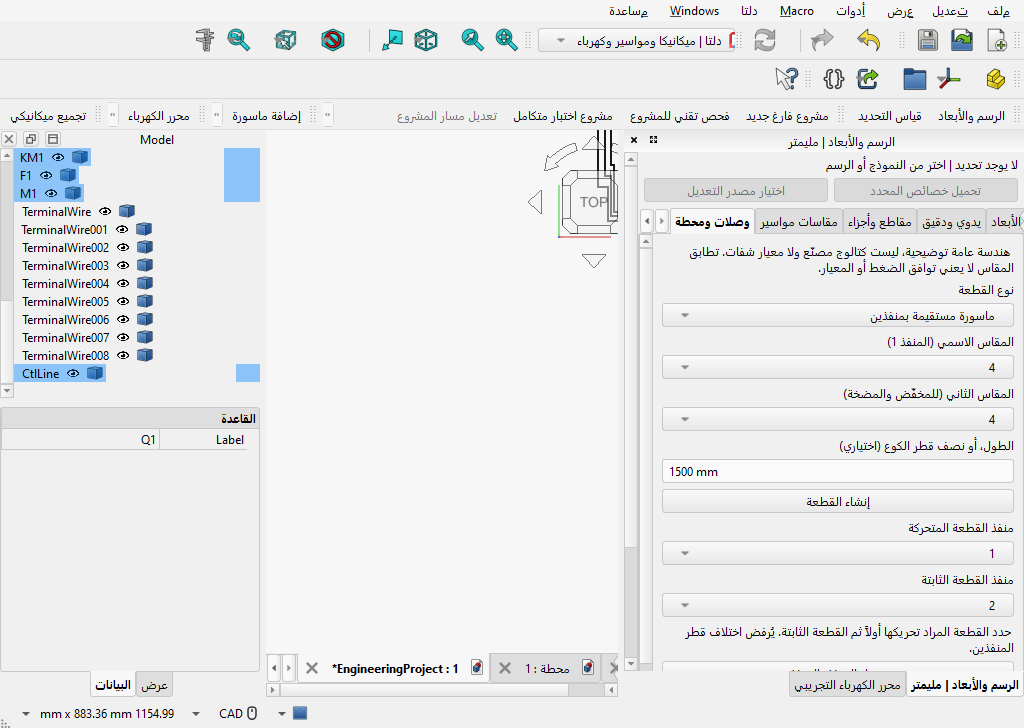 ملف تعديل عرض أدوات Macro دلتا Windows مساعدة
دلتا | ميكانيكا ومواسير وكهرباء
الرسم والأبعاد قياس التحديد مشروع فارغ جديد فحص تقني للمشروع مشروع اختبار متكامل تعديل مسار المشروع
إضافة ماسورة محرر الكهرباء تجميع ميكانيكي
الرسم والأبعاد | مليمتر
لا يوجد تحديد | اختر من النموذج أو الرسم
تحميل خصائص المحدد اختيار مصدر التعديل
الأبعاد يدوي ودقيق مقاطع وأجزاء مقاسات مواسير وصلات ومحطة
هندسة عامة توضيحية، ليست كتالوج مصنّع ولا معيار شفات. تطابق
المقاس لا يعني توافق الضغط أو المعيار.
نوع القطعة
ماسورة مستقيمة بمنفذين
المقاس الاسمي (المنفذ 1)
4
المقاس الثاني (للمخفّض والمضخة)
4
الطول، أو نصف قطر الكوع (اختياري)
1500 mm
إنشاء القطعة
منفذ القطعة المتحركة
1
منفذ القطعة الثابتة
2
حدد القطعة المراد تحريكها أولاً ثم القطعة الثابتة. يُرفض اختلاف قطر
المنفذين.
الرسم والأبعاد | مليمتر محرر الكهرباء التجريبي
TOP
محطة : 1
EngineeringProject : 1*
Model
KM1
F1
M1
TerminalWire
TerminalWire001
TerminalWire002
TerminalWire003
TerminalWire004
TerminalWire005
TerminalWire006
TerminalWire007
TerminalWire008
CtlLine
القاعدة
Label Q1
عرض البيانات
CAD
mm x 883.36 mm 1154.99